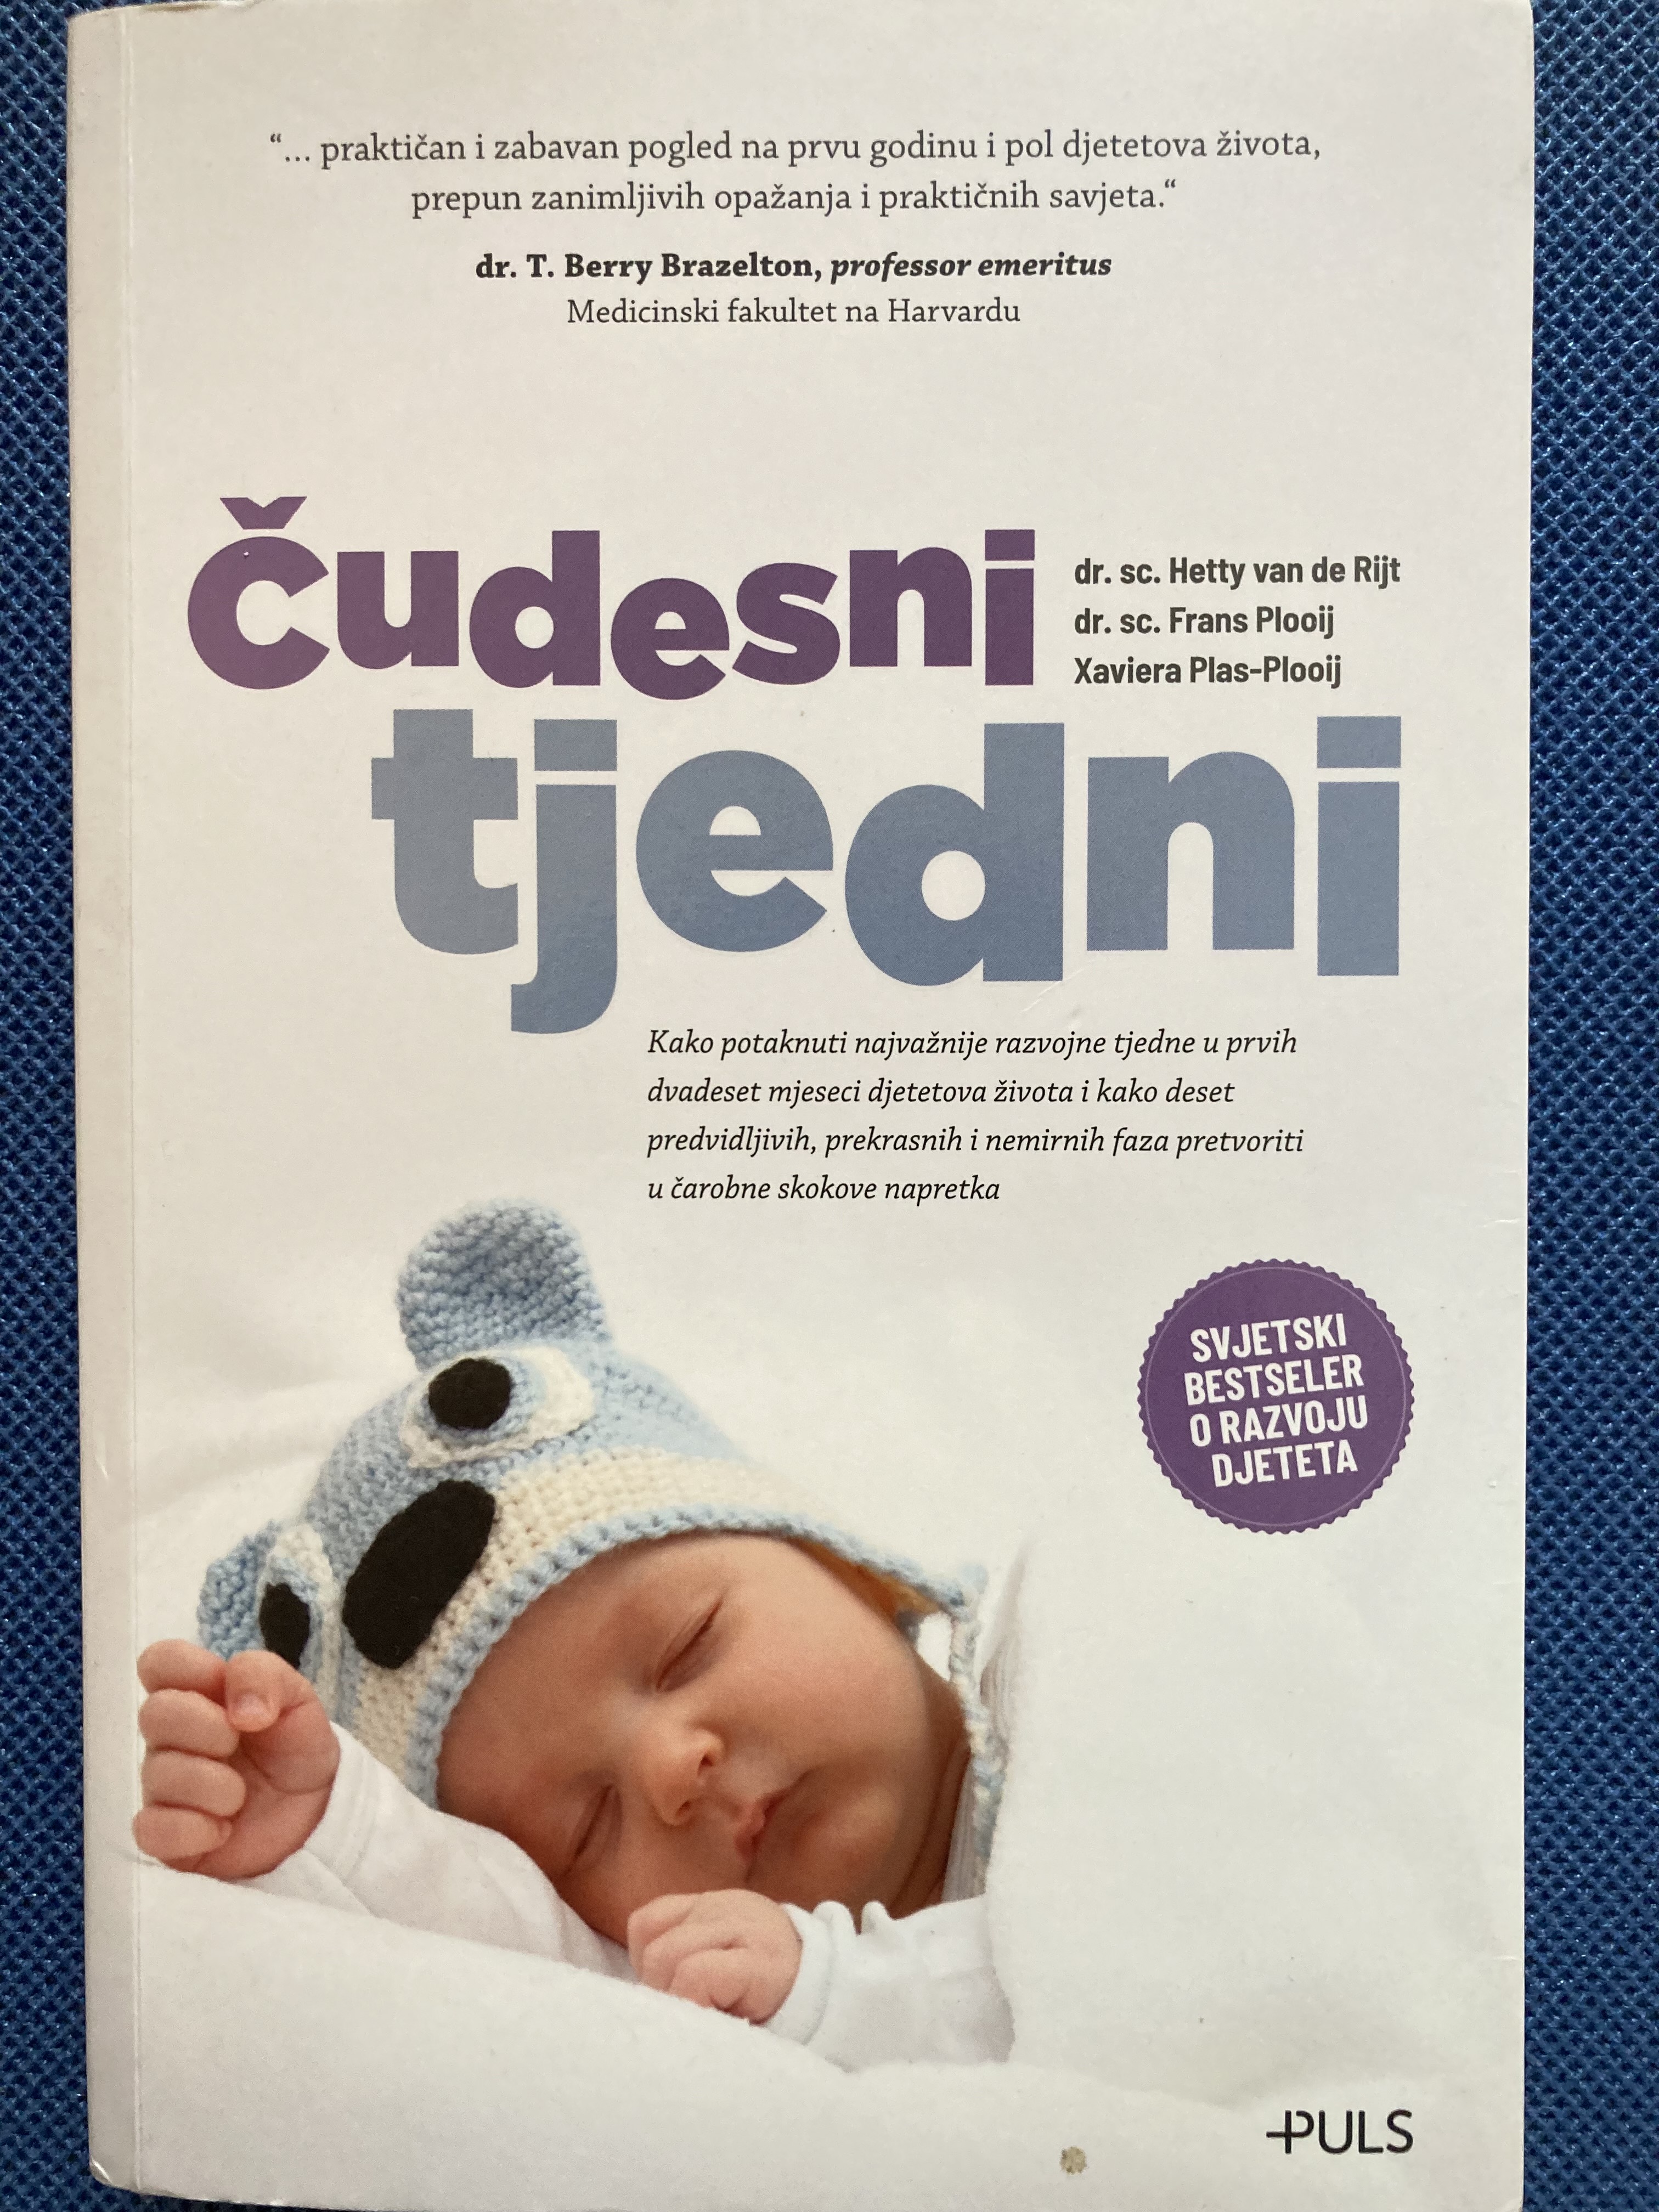 “... praktičan i zabavan pogled na prvu godinu i pol djetetova života,
prepun zanimljivih opažanja i praktičnih savjeta.“
dr. T. Berry Brazelton, professor emeritus
Medicinski fakultet na Harvardu
čudesni
dr. sc. Hetty van de Rijt
dr. sc. Frans Plooij
Xaviera Plas-Plooij
tjedni
Kako potaknuti najvažnije razvojne tjedne u prvih
dvadeset mjeseci djetetova života i kako deset
predvidljivih, prekrasnih i nemirnih faza pretvoriti
u čarobne skokove napretka
SVJETSKI
BESTSELER
O RAZVOJU
DJETETA
PULS